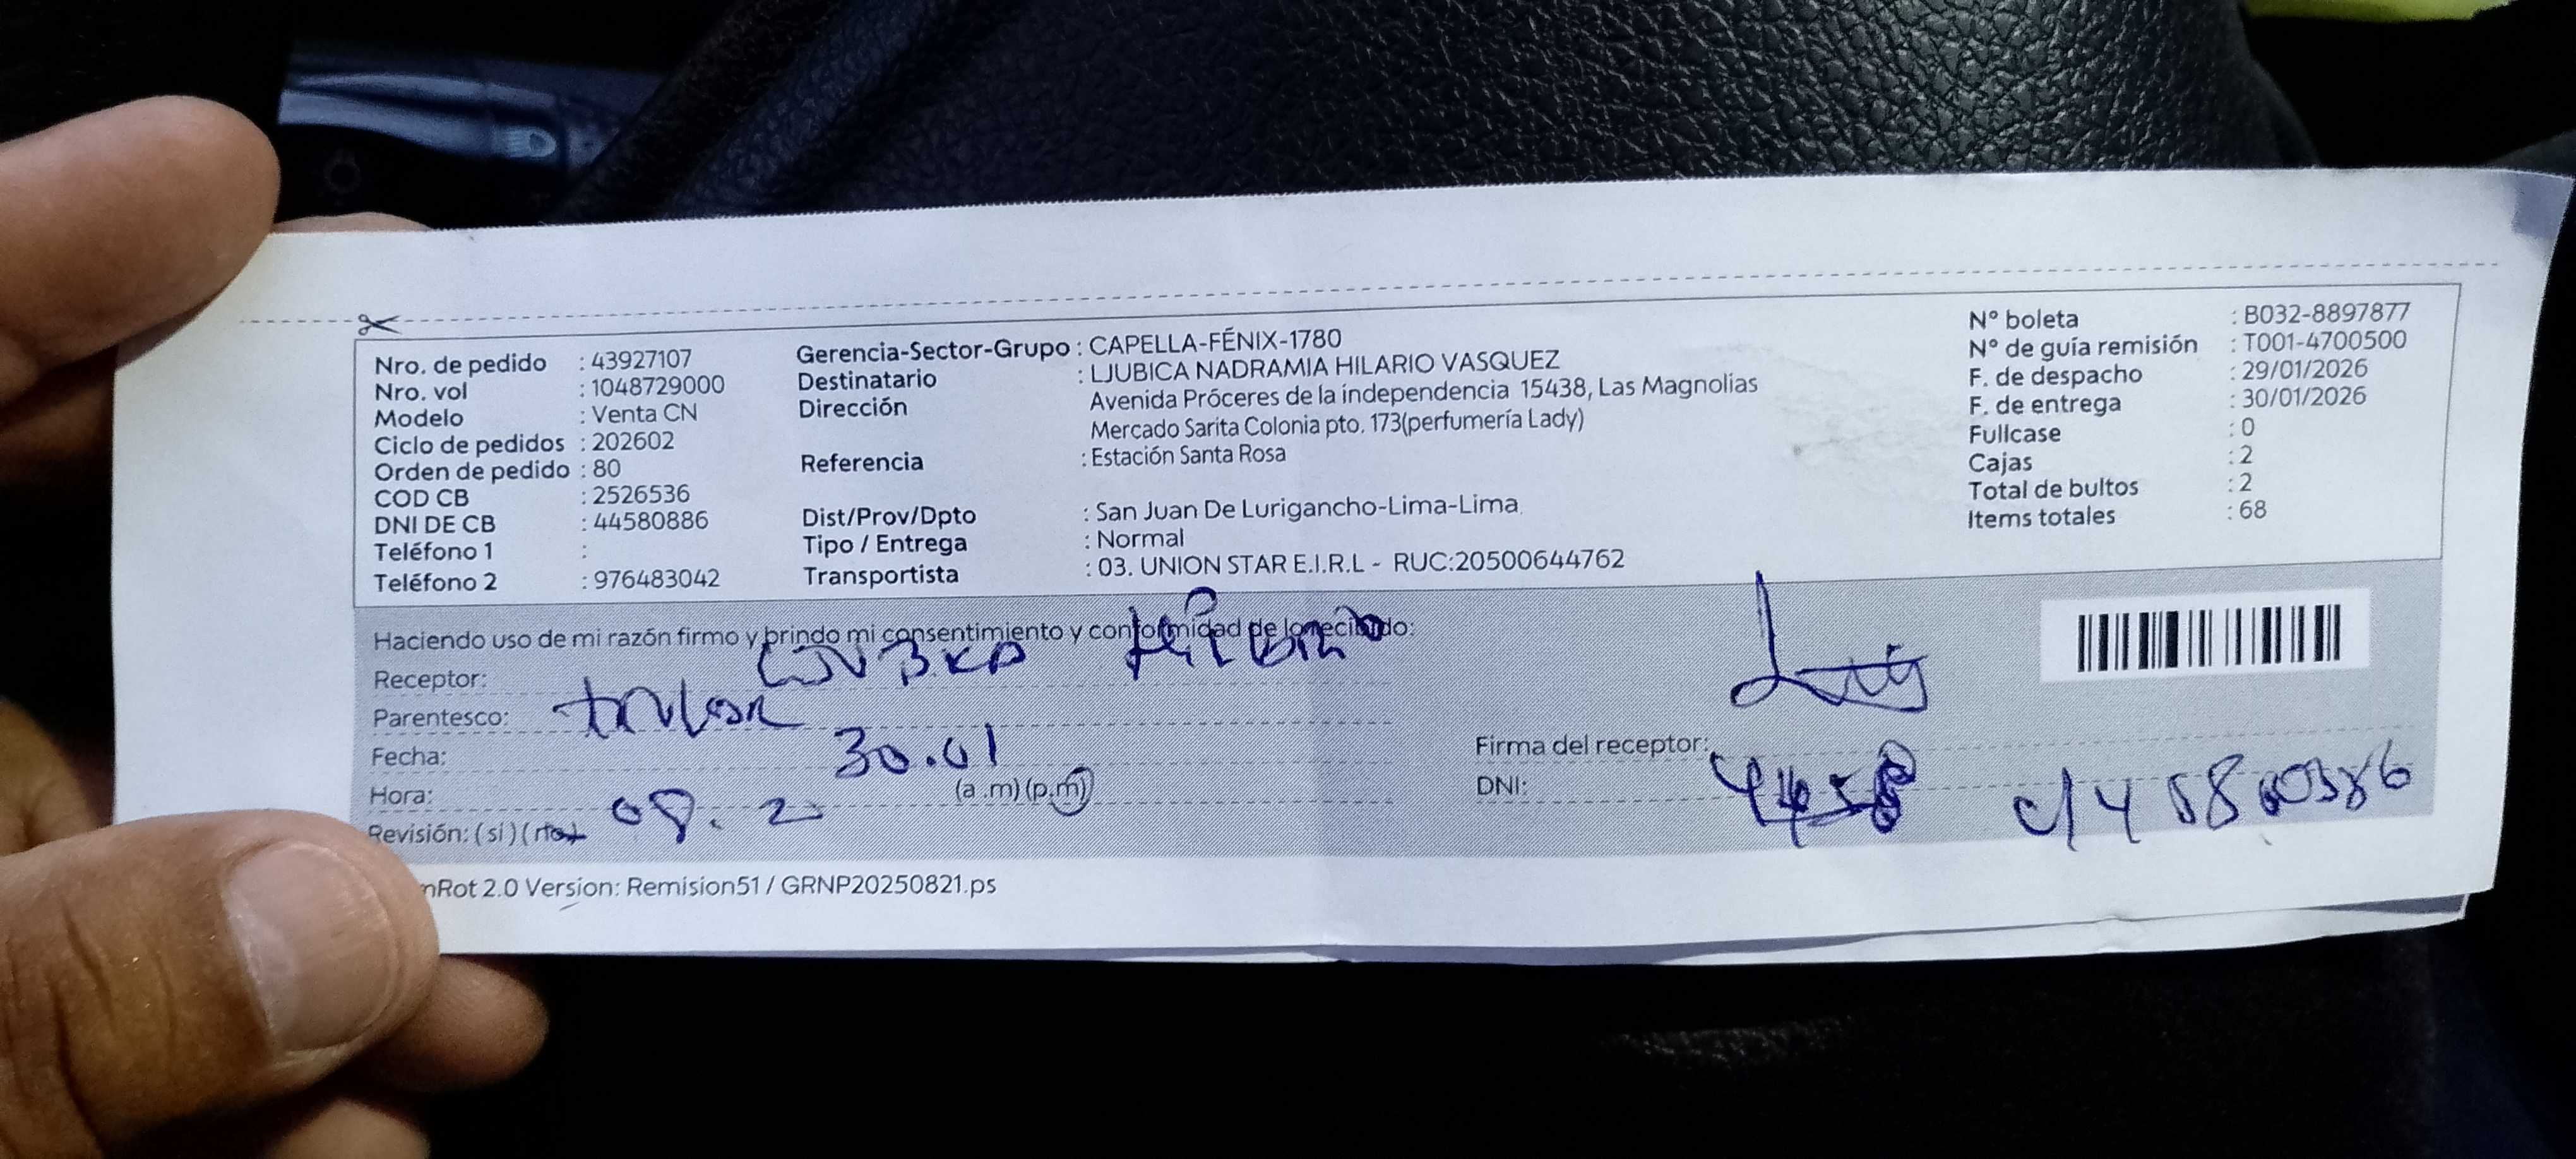 Nro. de pedido : 43927107
Nro. vol : 1048729000
Modelo : Venta CN
Ciclo de pedidos : 202602
Orden de pedido : 80
COD CB : 2526536
DNI DE CB : 44580886
Teléfono 1 :
Teléfono 2 : 976483042
Gerencia-Sector-Grupo : CAPELLA-FÉNIX-1780
Destinatario : LJUBICA NADRAMIA HILARIO VASQUEZ
Dirección Avenida Próceres de la independencia 15438, Las Magnolias
Mercado Sarita Colonia pto. 173(perfumería Lady)
Referencia : Estación Santa Rosa
Dist/Prov/Dpto : San Juan De Lurigancho-Lima-Lima
Tipo / Entrega : Normal
Transportista : 03. UNION STAR E.I.R.L - RUC:20500644762
N° boleta : B032-8897877
N° de guía remisión : T001-4700500
F. de despacho : 29/01/2026
F. de entrega : 30/01/2026
Fullcase : 0
Cajas : 2
Total de bultos : 2
Items totales : 68
Haciendo uso de mi razón firmo y brindo mi consentimiento y conformidad de lo recibido:
Receptor:
Parentesco: titular
Fecha: 30.01
Hora: (a .m) (p.m)
Revisión: (si) (no)
Firma del receptor:
DNI:
nRot 2.0 Version: Remision51 / GRNP20250821.ps